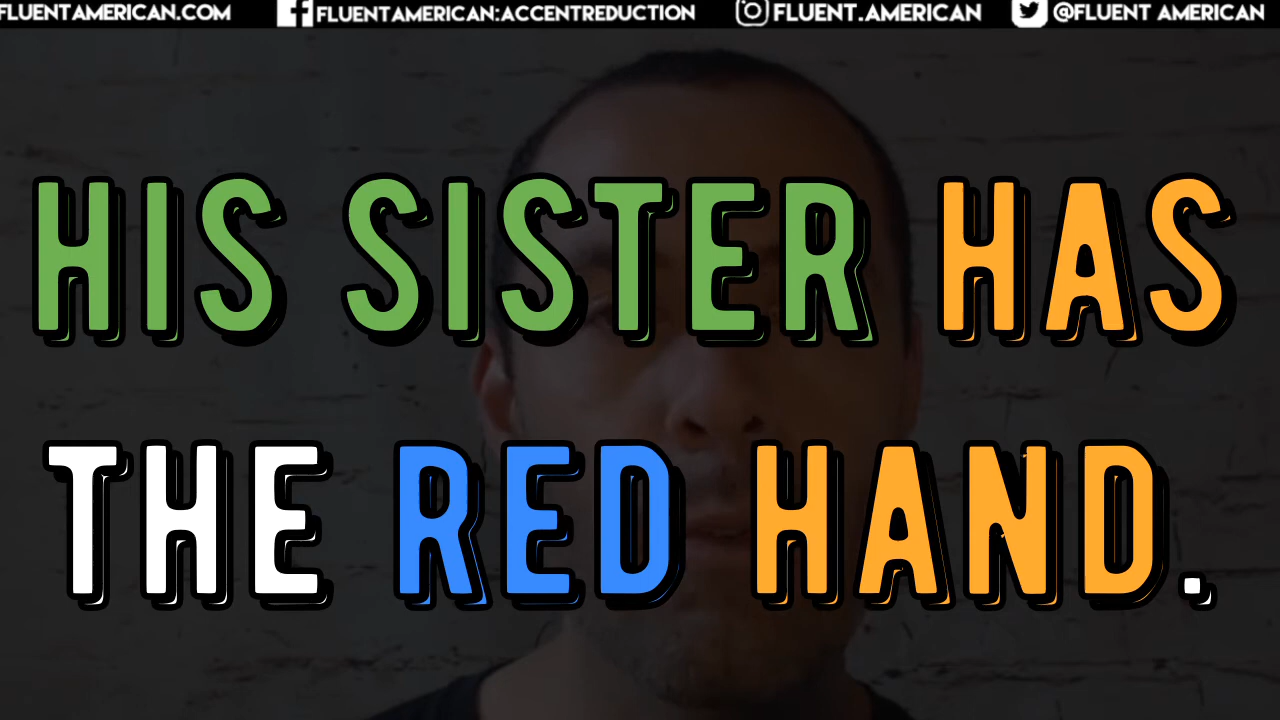 FLUENTAMERICAN.COM FLUENTAMERICAN:ACCENTREDUCTION FLUENT.AMERICAN @FLUENT AMERICAN
HIS SISTER HAS
THE RED HAND.